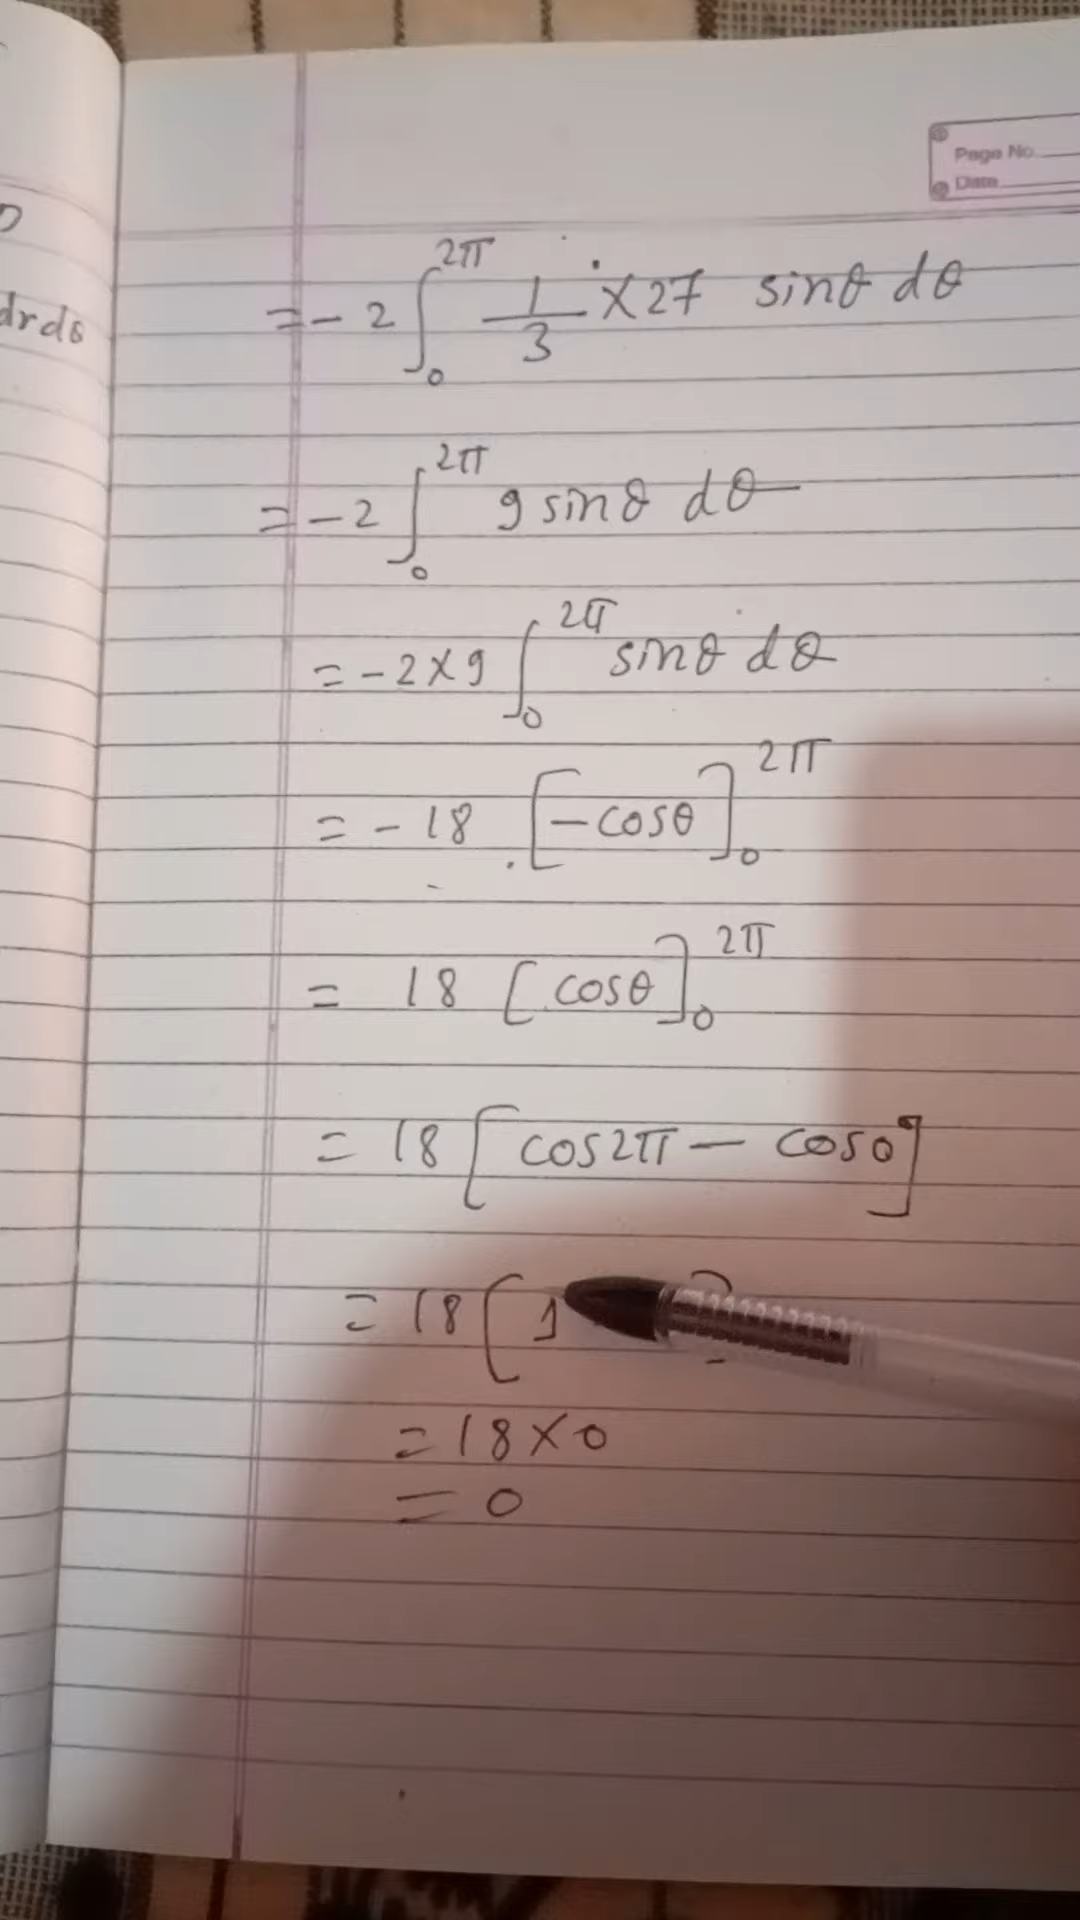 Page No.
Date
drdθ
= - 2 ∫₀^2π 1/3 × 27 sinθ dθ
= - 2 ∫₀^2π 9 sinθ dθ
= - 2 × 9 ∫₀^2π sinθ dθ
= - 18 [- cosθ]₀^2π
= 18 [cosθ]₀^2π
= 18 [cos2π - cos0°]
= 18 [1 ]
= 18 × 0
= 0